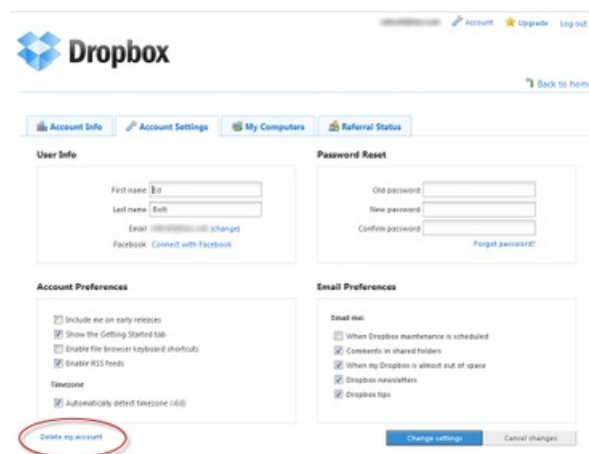 Account Upgrade Log out
Dropbox
Back to home
Account Info Account Settings My Computers Referral Status
User Info
First name Ed
Last name Bott
Email (change)
Facebook Connect with Facebook
Password Reset
Old password
New password
Confirm password
Forgot password?
Account Preferences
Include me on early releases
Show the Getting Started tab
Enable file browser keyboard shortcuts
Enable RSS feeds
Timezone
Automatically detect timezone (-6.0)
Email Preferences
Email me:
When Dropbox maintenance is scheduled
Comments in shared folders
When my Dropbox is almost out of space
Dropbox newsletters
Dropbox tips
Delete my account
Change settings Cancel changes